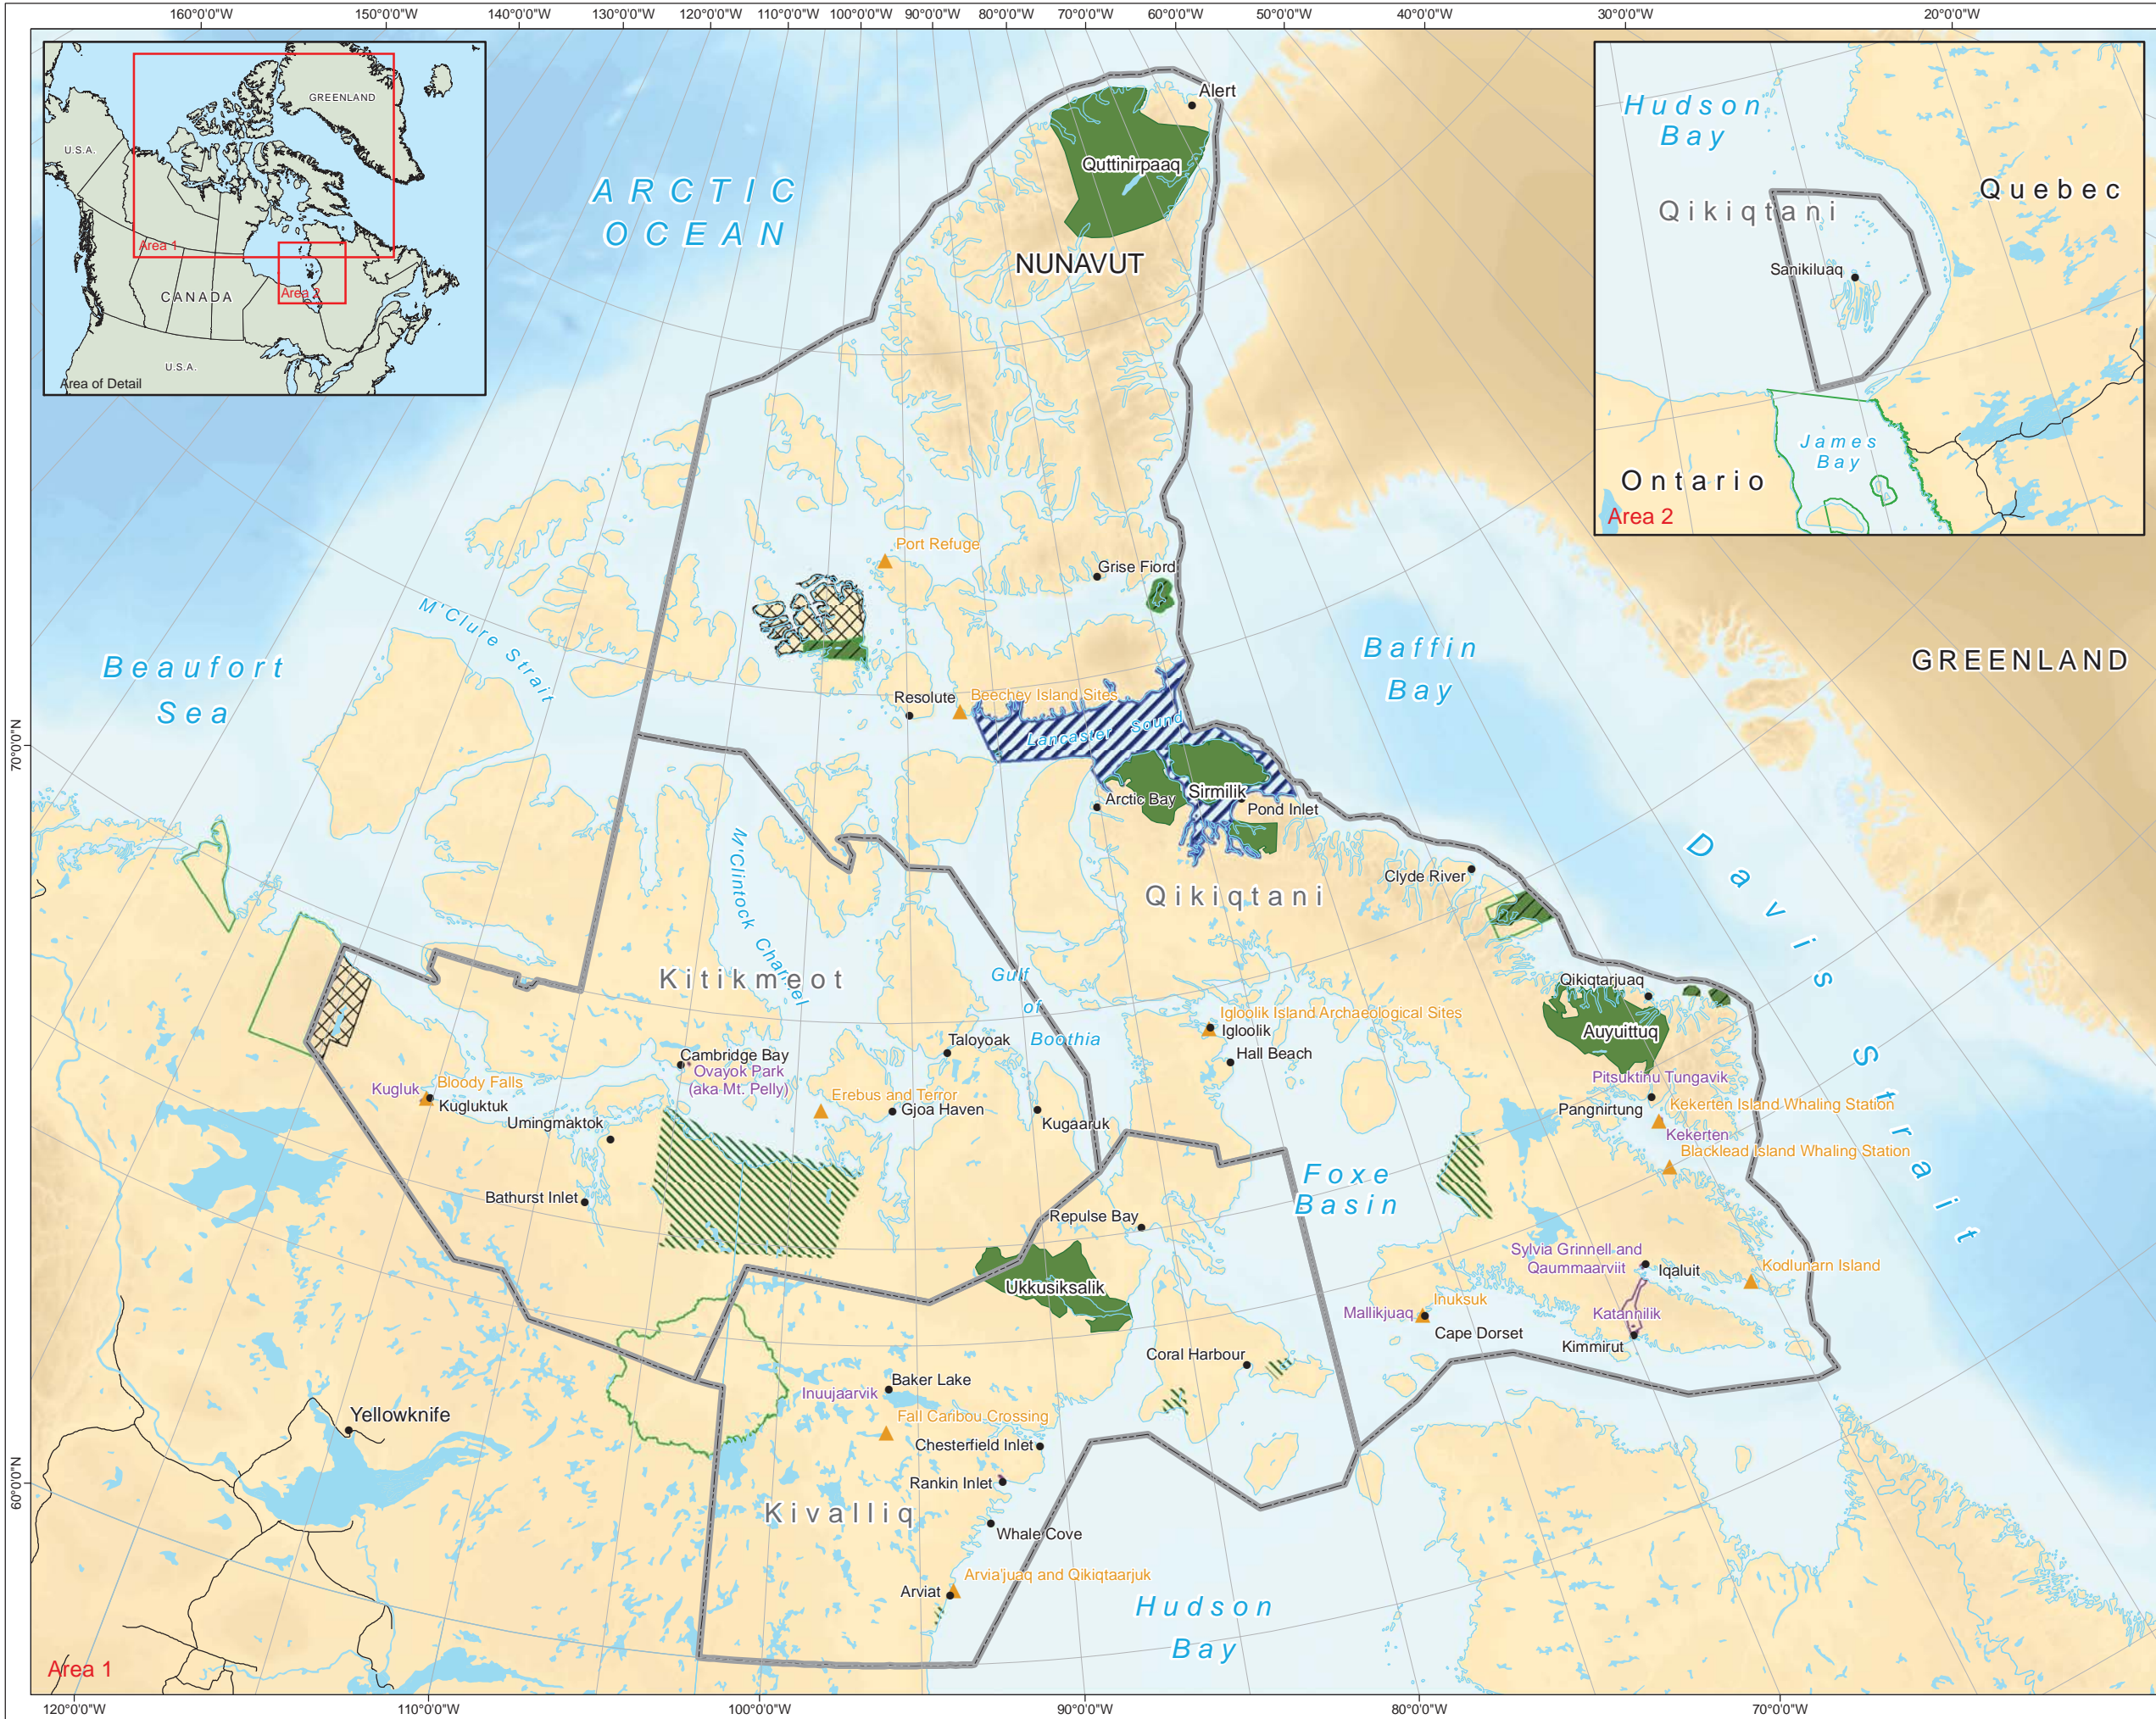 160°0'0"W
150°0'0"W
140°0'0"W
130°0'0"W
120°0'0"W
110°0'0"W
100°0'0"W
90°0'0"W
80°0'0"W
70°0'0"W
60°0'0"W
50°0'0"W
40°0'0"W
30°0'0"W
20°0'0"W
GREENLAND
U.S.A.
Area 1
Area 2
CANADA
U.S.A.
Area of Detail
Hudson
Bay
Quebec
Qikiqtani
Sanikiluaq
James
Bay
Ontario
Area 2
ARCTIC
OCEAN
Alert
Quttinirpaaq
NUNAVUT
Port Refuge
Grise Fiord
M'Clure Strait
Beaufort
Sea
Baffin
Bay
GREENLAND
Resolute
Beechey Island Sites
Lancaster Sound
70°0'0"N
Arctic Bay
Sirmilik
Pond Inlet
M'Clintock Channel
Clyde River
Davis Strait
Qikiqtani
Kitikmeot
Gulf
of
Boothia
Qikiqtarjuaq
Auyuittuq
Igloolik Island Archaeological Sites
Igloolik
Hall Beach
Taloyoak
Cambridge Bay
Ovayok Park
(aka Mt. Pelly)
Kugluk
Bloody Falls
Kugluktuk
Erebus and Terror
Gjoa Haven
Kugaaruk
Umingmaktok
Pitsuktinu Tungavik
Pangnirtung
Kekerten Island Whaling Station
Kekerten
Blacklead Island Whaling Station
Bathurst Inlet
Foxe
Basin
Repulse Bay
Sylvia Grinnell and
Qaummaarviit
Iqaluit
Kodlunarn Island
Ukkusiksalik
Mallikjuaq
Inuksuk
Cape Dorset
Katannilik
Kimmirut
Coral Harbour
Baker Lake
Inuujaarvik
Fall Caribou Crossing
Yellowknife
Chesterfield Inlet
Rankin Inlet
60°0'0"N
Kivalliq
Whale Cove
Arvia'juaq and Qikiqtaarjuk
Arviat
Hudson
Bay
Area 1
120°0'0"W
110°0'0"W
100°0'0"W
90°0'0"W
80°0'0"W
70°0'0"W